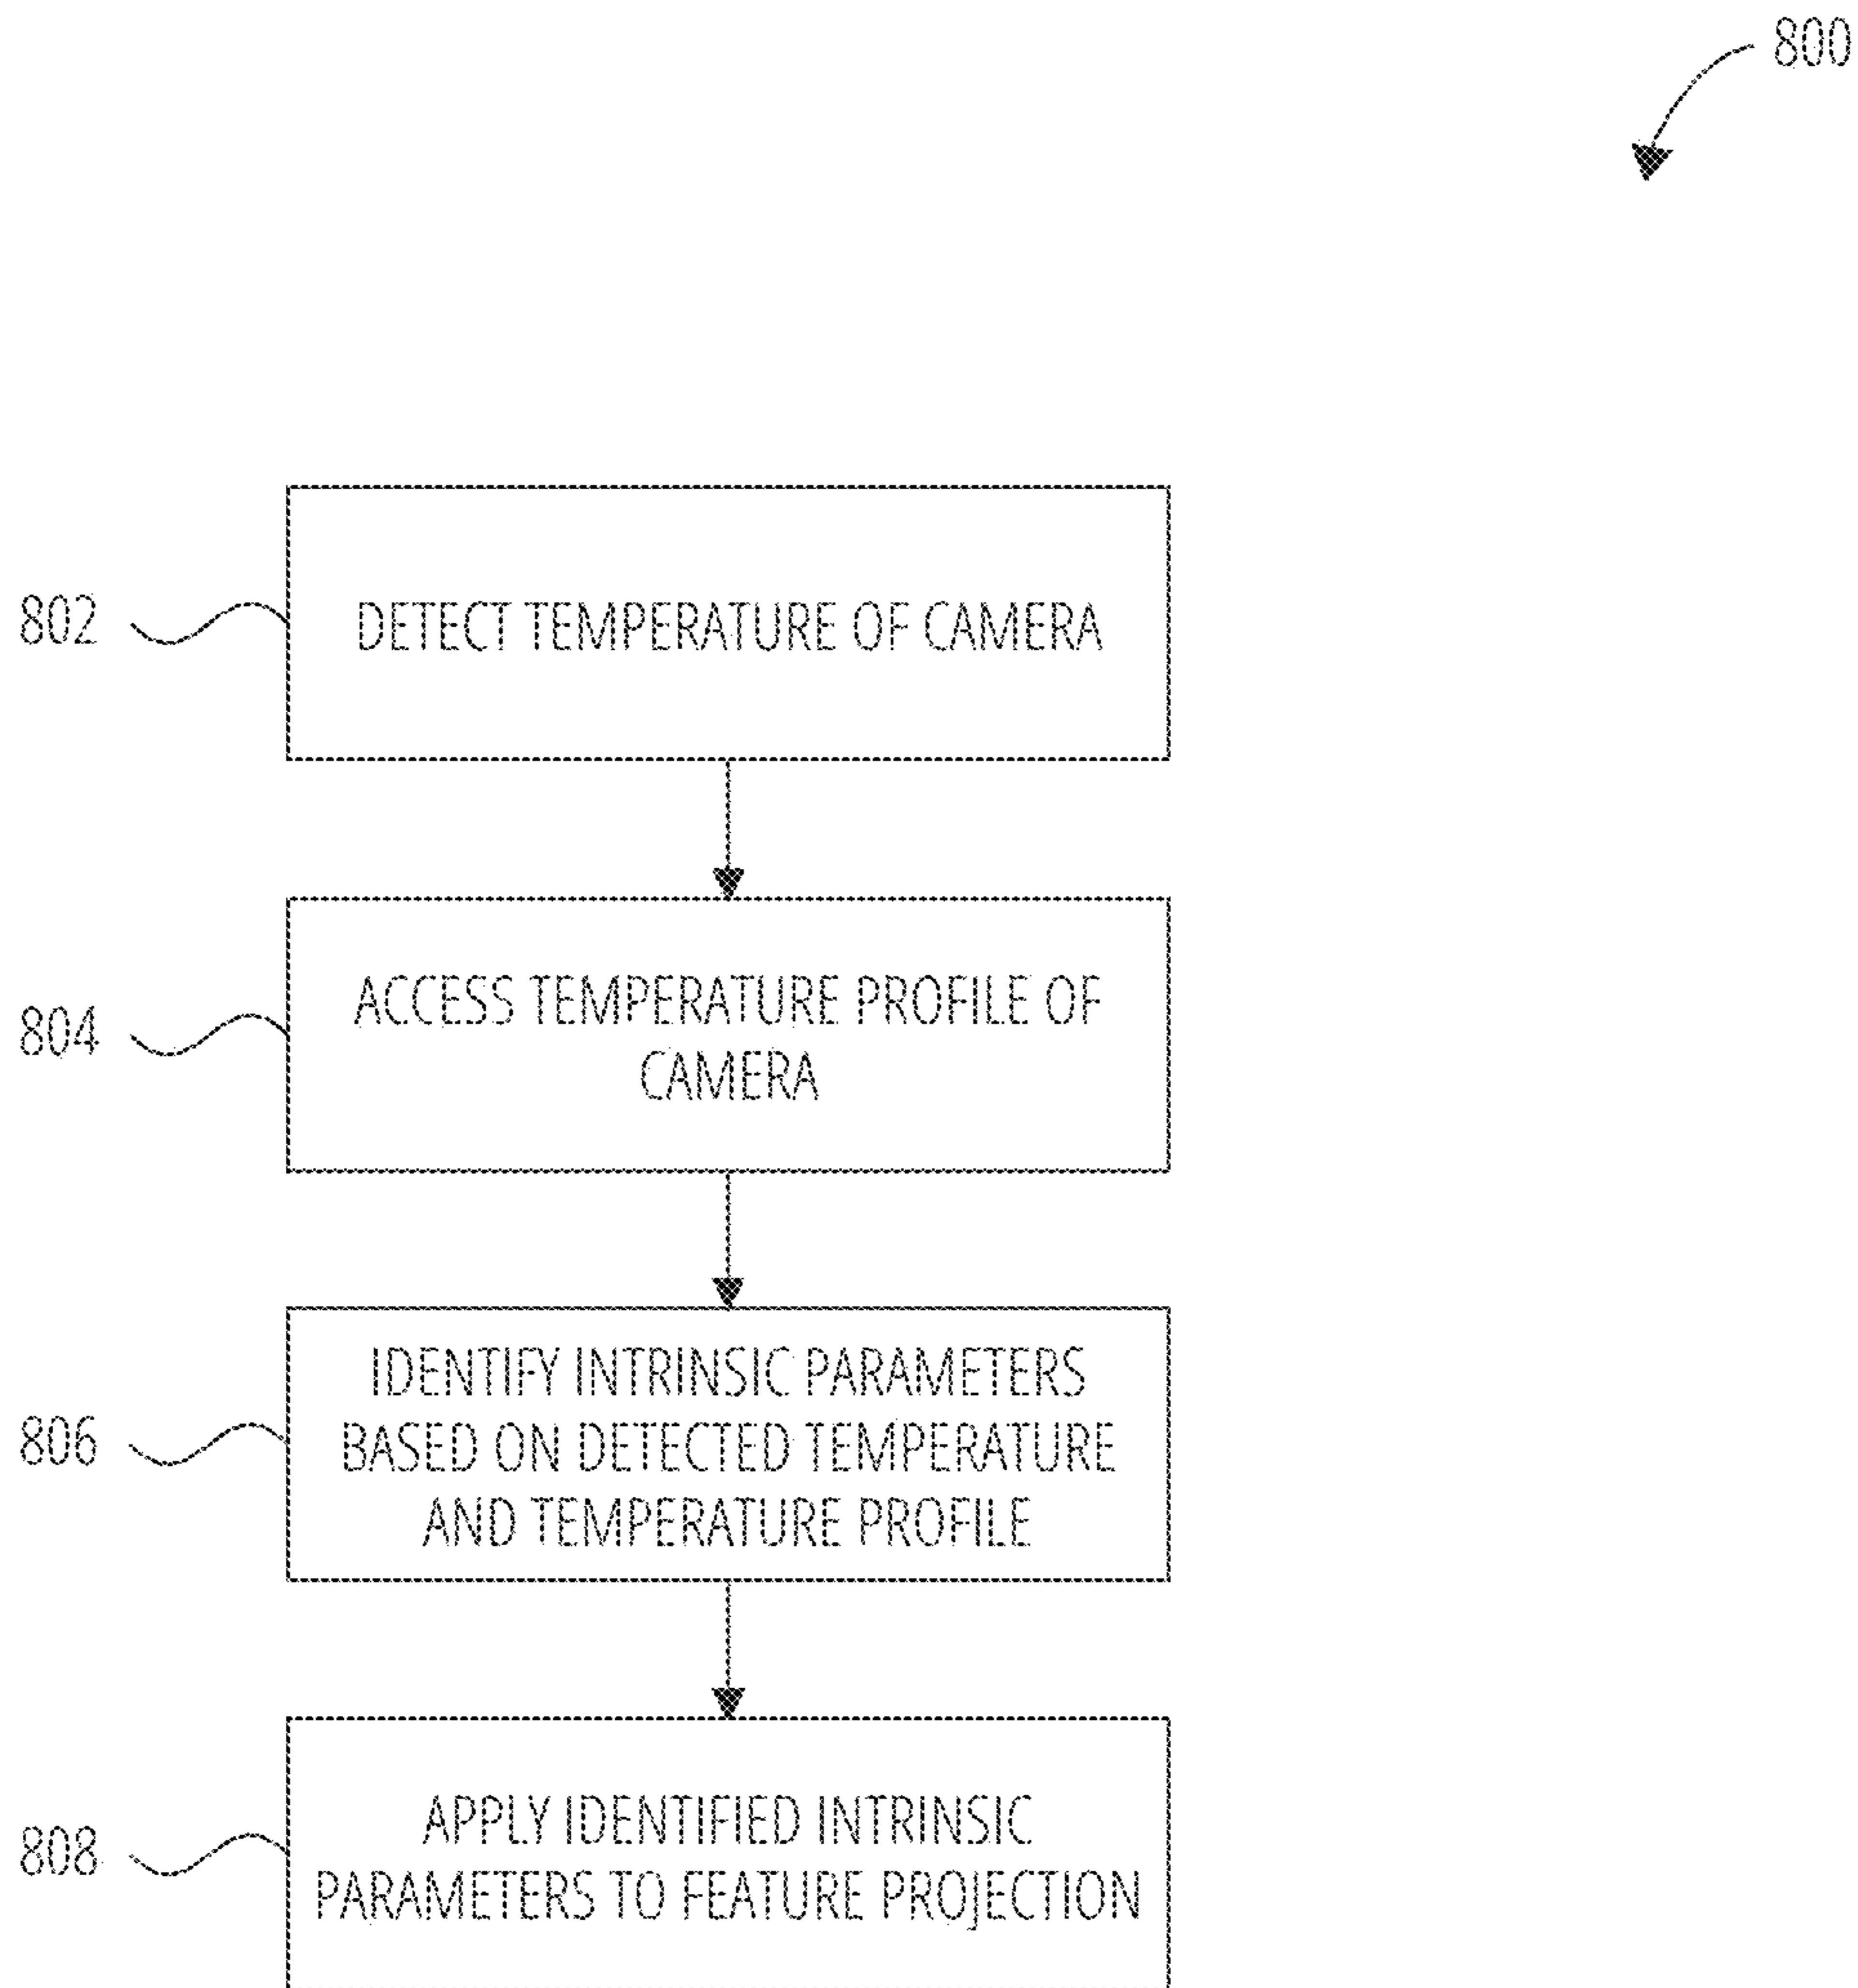 800
802
DETECT TEMPERATURE OF CAMERA
804
ACCESS TEMPERATURE PROFILE OF
CAMERA
806
IDENTIFY INTRINSIC PARAMETERS
BASED ON DETECTED TEMPERATURE
AND TEMPERATURE PROFILE
808
APPLY IDENTIFIED INTRINSIC
PARAMETERS TO FEATURE PROJECTION